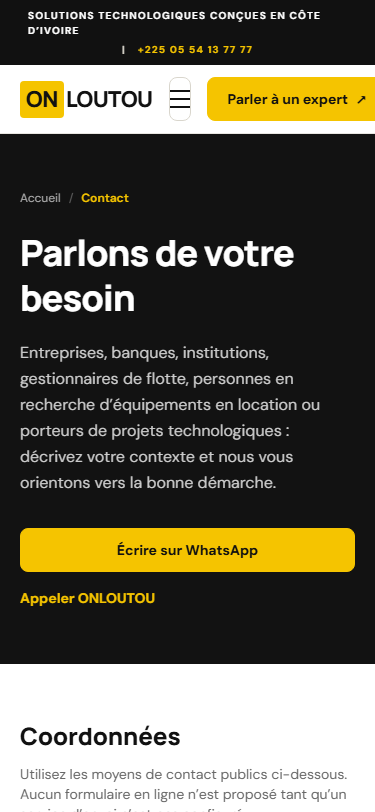 SOLUTIONS TECHNOLOGIQUES CONÇUES EN CÔTE
D’IVOIRE
| +225 05 54 13 77 77
ON LOUTOU
Parler à un expert ↗
Accueil / Contact
Parlons de votre
besoin
Entreprises, banques, institutions,
gestionnaires de flotte, personnes en
recherche d’équipements en location ou
porteurs de projets technologiques :
décrivez votre contexte et nous vous
orientons vers la bonne démarche.
Écrire sur WhatsApp
Appeler ONLOUTOU
Coordonnées
Utilisez les moyens de contact publics ci-dessous.
Aucun formulaire en ligne n’est proposé tant qu’un